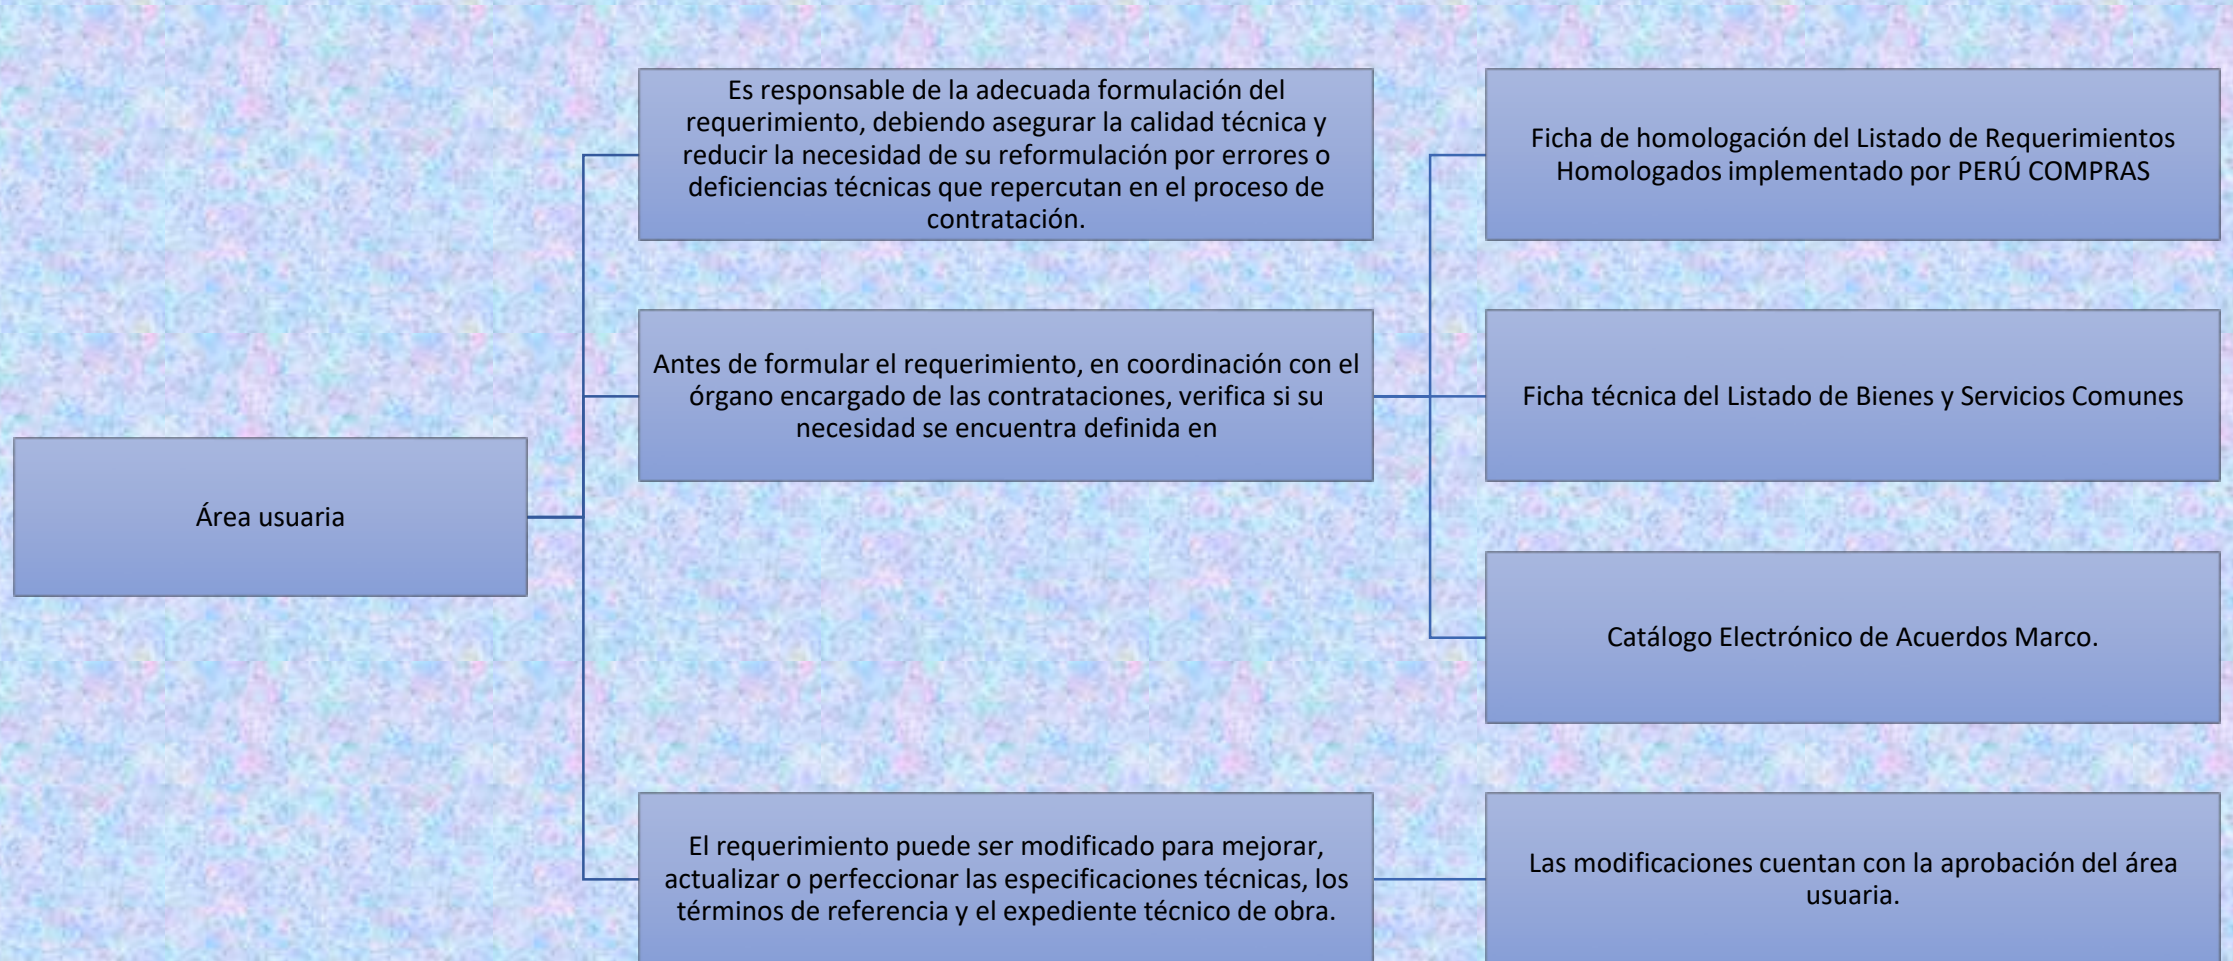 Área usuaria
Es responsable de la adecuada formulación del
requerimiento, debiendo asegurar la calidad técnica y
reducir la necesidad de su reformulación por errores o
deficiencias técnicas que repercutan en el proceso de
contratación.
Antes de formular el requerimiento, en coordinación con el
órgano encargado de las contrataciones, verifica si su
necesidad se encuentra definida en
Ficha de homologación del Listado de Requerimientos
Homologados implementado por PERÚ COMPRAS
Ficha técnica del Listado de Bienes y Servicios Comunes
Catálogo Electrónico de Acuerdos Marco.
El requerimiento puede ser modificado para mejorar,
actualizar o perfeccionar las especificaciones técnicas, los
términos de referencia y el expediente técnico de obra.
Las modificaciones cuentan con la aprobación del área
usuaria.